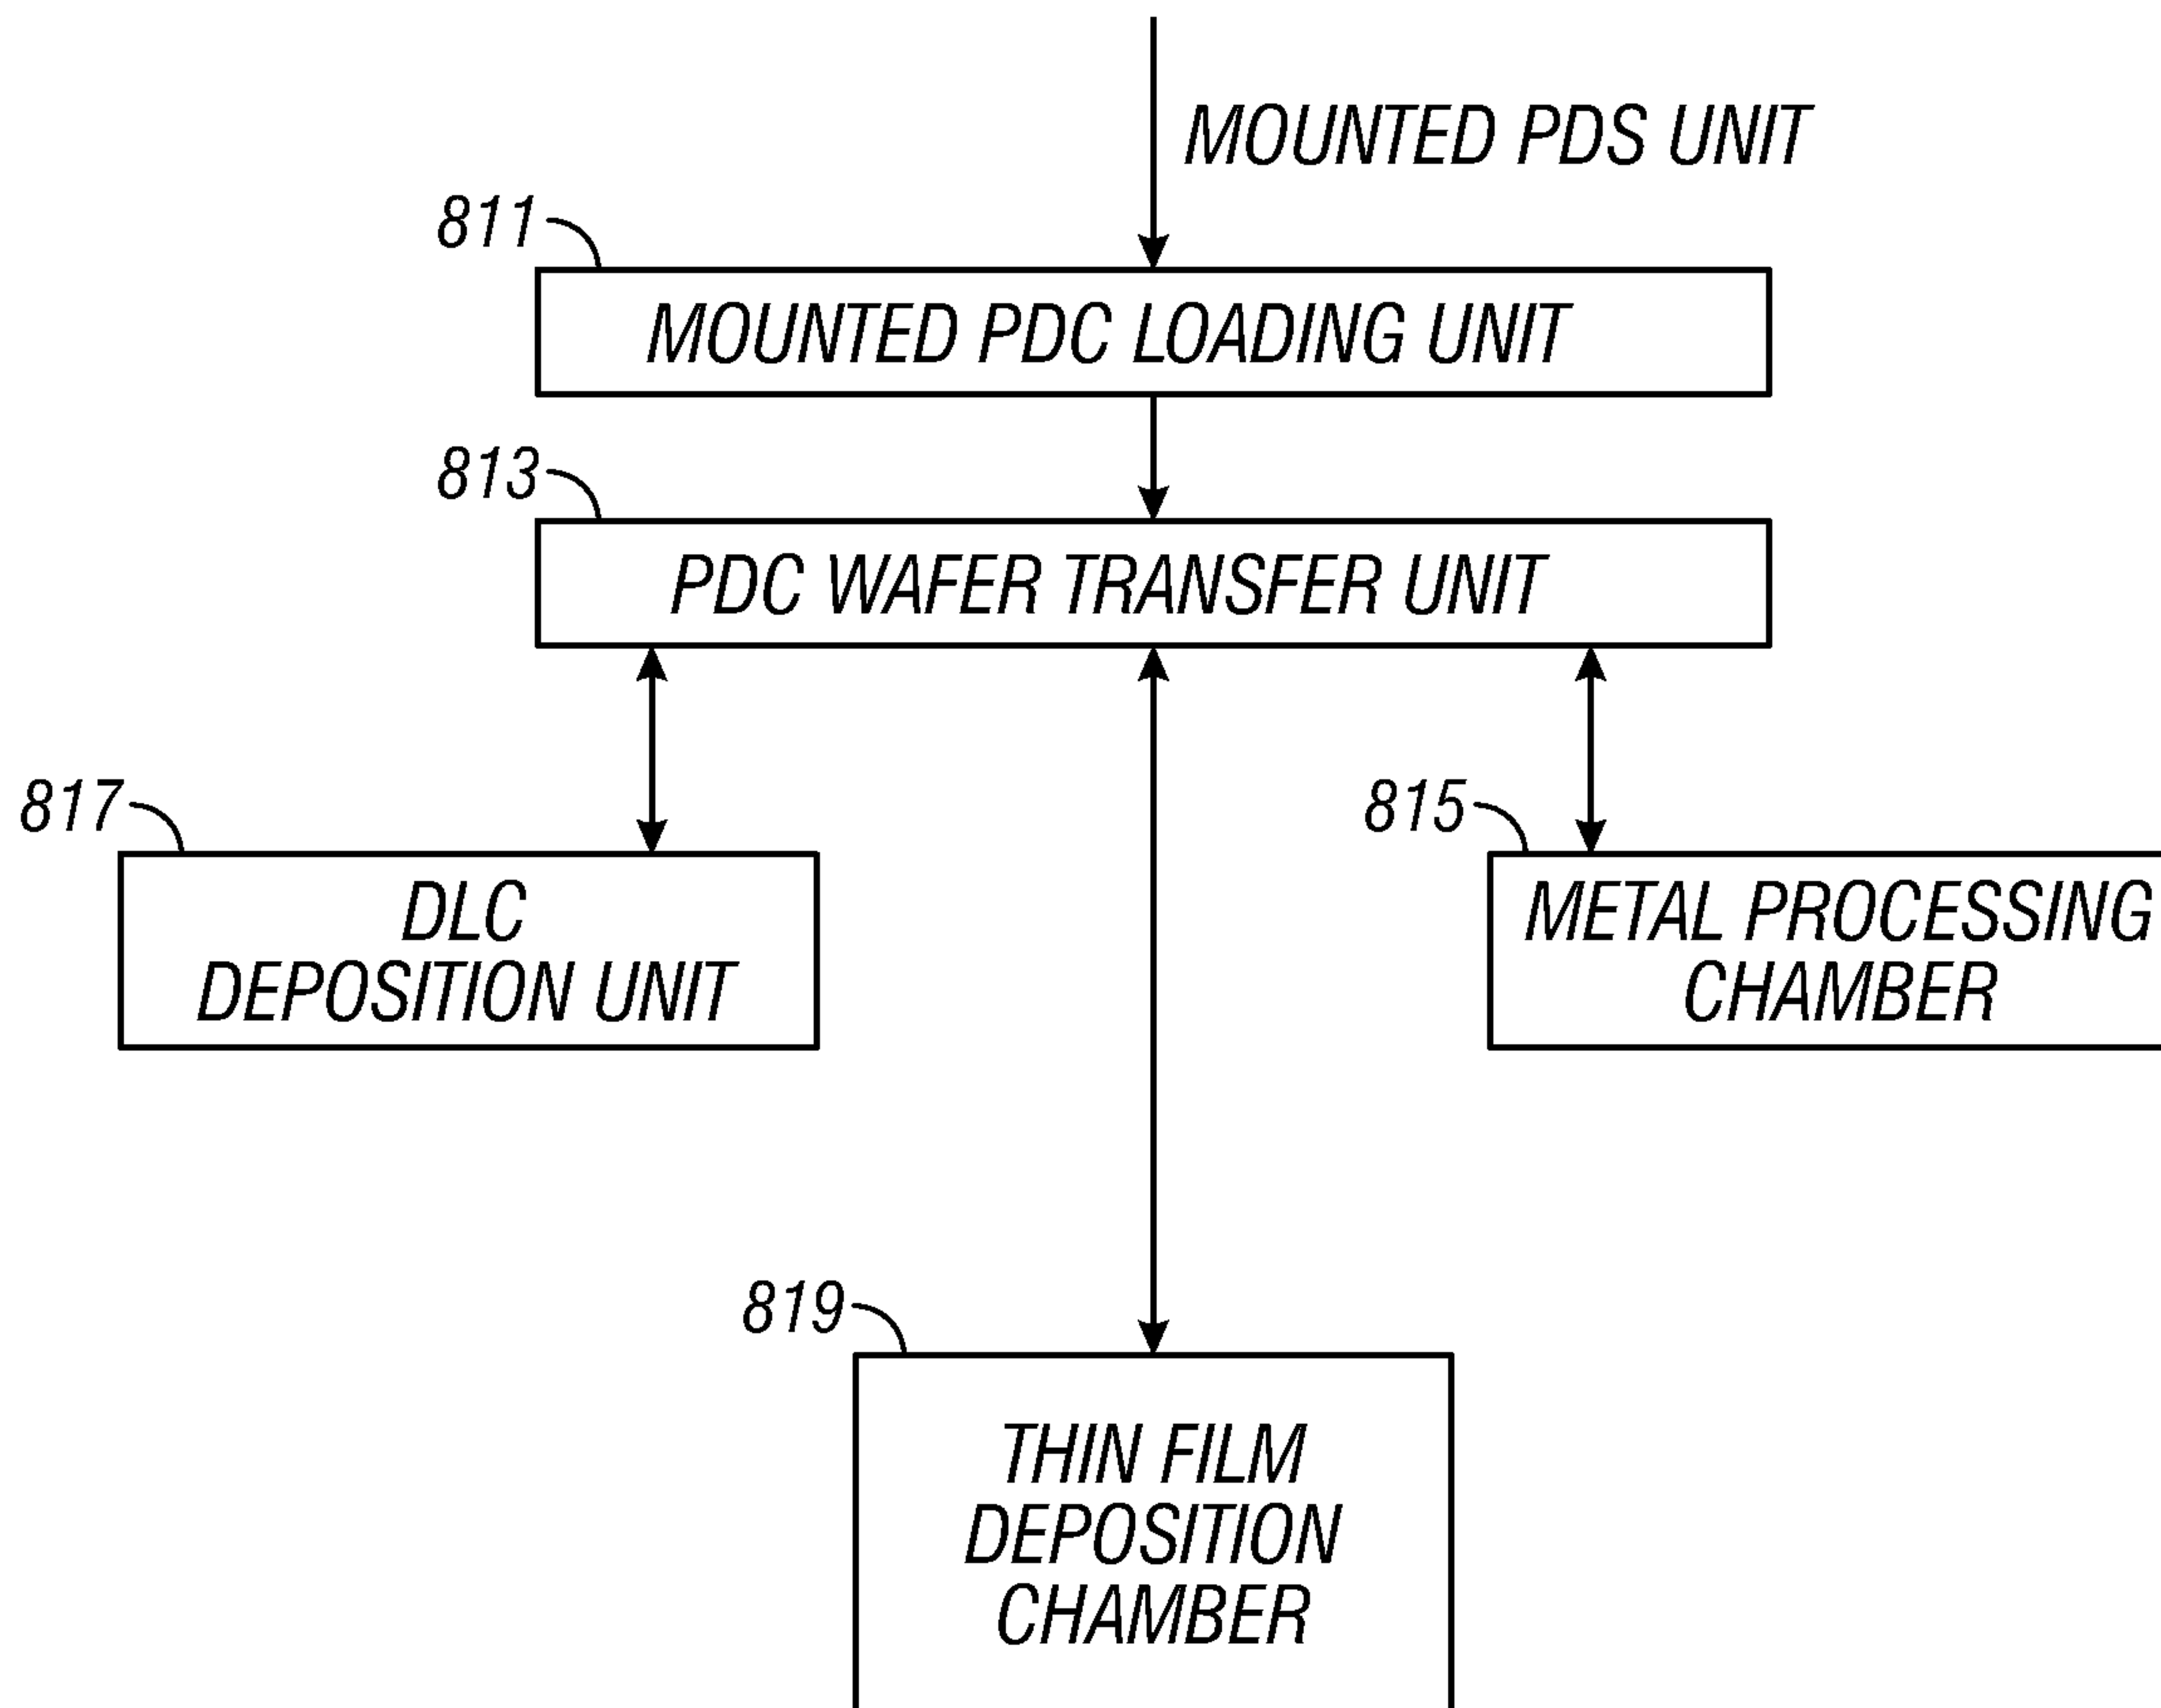 MOUNTED PDS UNIT
811
MOUNTED PDC LOADING UNIT
813
PDC WAFER TRANSFER UNIT
817
DLC
DEPOSITION UNIT
815
METAL PROCESSING
CHAMBER
819
THIN FILM
DEPOSITION
CHAMBER